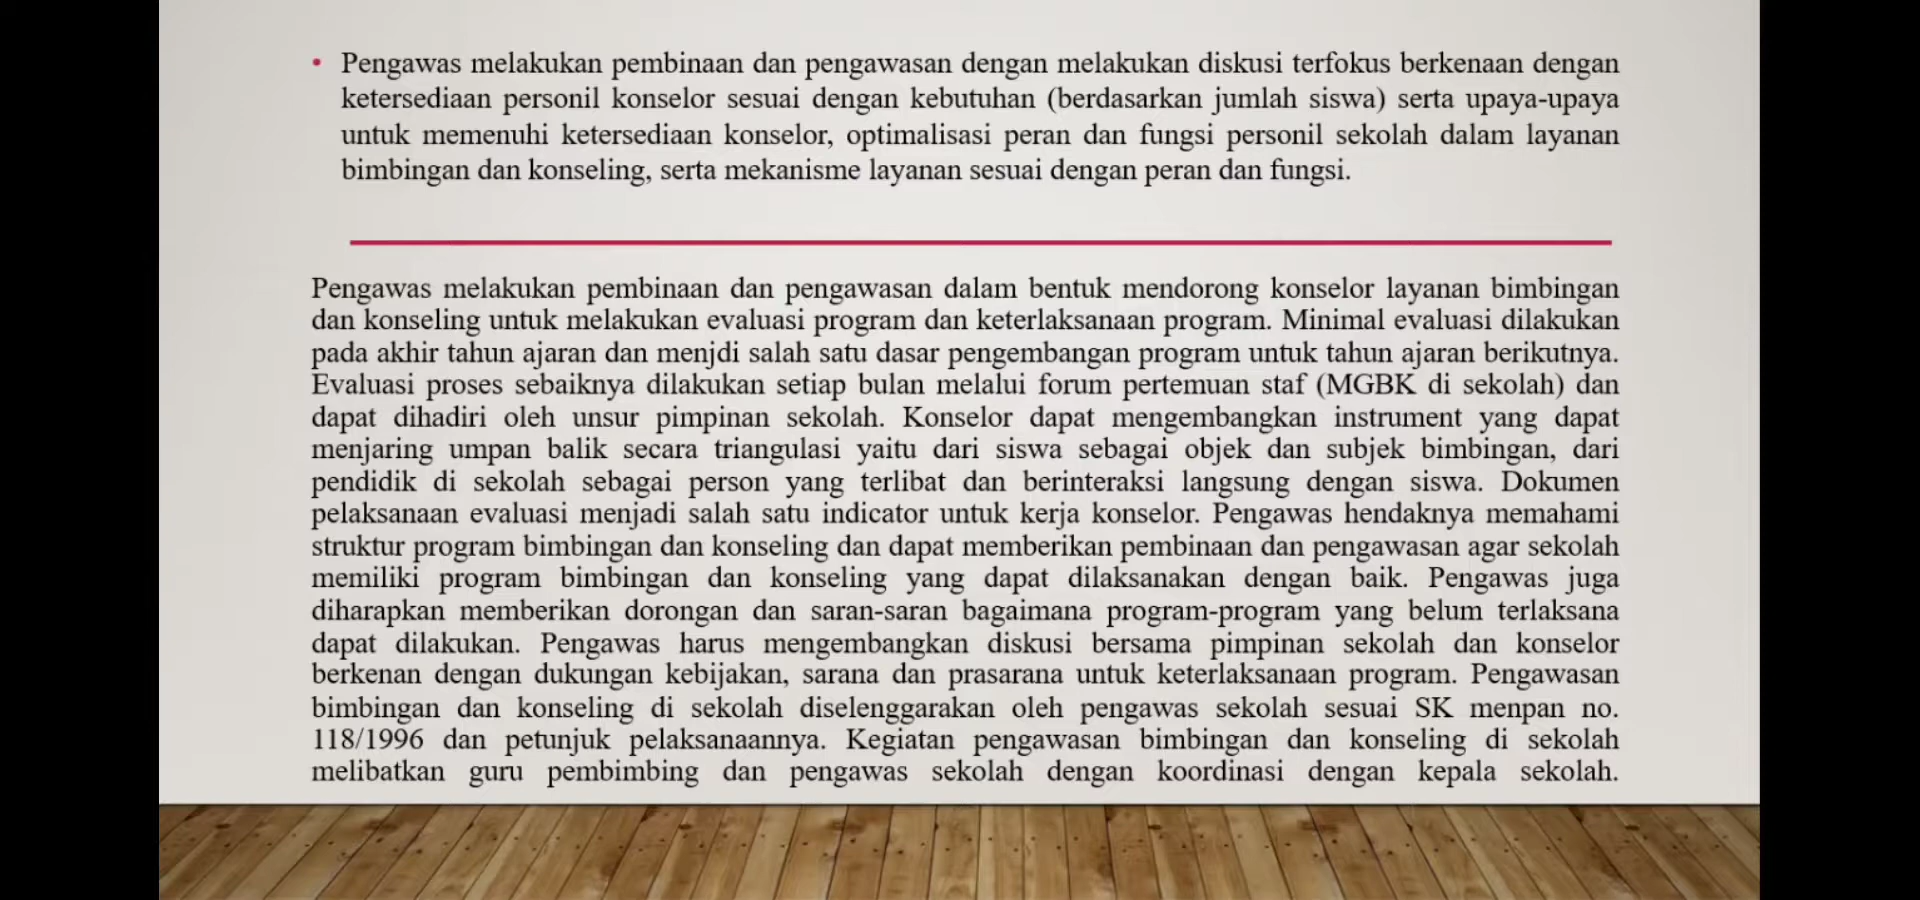 • Pengawas melakukan pembinaan dan pengawasan dengan melakukan diskusi terfokus berkenaan dengan
ketersediaan personil konselor sesuai dengan kebutuhan (berdasarkan jumlah siswa) serta upaya-upaya
untuk memenuhi ketersediaan konselor, optimalisasi peran dan fungsi personil sekolah dalam layanan
bimbingan dan konseling, serta mekanisme layanan sesuai dengan peran dan fungsi.
Pengawas melakukan pembinaan dan pengawasan dalam bentuk mendorong konselor layanan bimbingan
dan konseling untuk melakukan evaluasi program dan keterlaksanaan program. Minimal evaluasi dilakukan
pada akhir tahun ajaran dan menjdi salah satu dasar pengembangan program untuk tahun ajaran berikutnya.
Evaluasi proses sebaiknya dilakukan setiap bulan melalui forum pertemuan staf (MGBK di sekolah) dan
dapat dihadiri oleh unsur pimpinan sekolah. Konselor dapat mengembangkan instrument yang dapat
menjaring umpan balik secara triangulasi yaitu dari siswa sebagai objek dan subjek bimbingan, dari
pendidik di sekolah sebagai person yang terlibat dan berinteraksi langsung dengan siswa. Dokumen
pelaksanaan evaluasi menjadi salah satu indicator untuk kerja konselor. Pengawas hendaknya memahami
struktur program bimbingan dan konseling dan dapat memberikan pembinaan dan pengawasan agar sekolah
memiliki program bimbingan dan konseling yang dapat dilaksanakan dengan baik. Pengawas juga
diharapkan memberikan dorongan dan saran-saran bagaimana program-program yang belum terlaksana
dapat dilakukan. Pengawas harus mengembangkan diskusi bersama pimpinan sekolah dan konselor
berkenan dengan dukungan kebijakan, sarana dan prasarana untuk keterlaksanaan program. Pengawasan
bimbingan dan konseling di sekolah diselenggarakan oleh pengawas sekolah sesuai SK menpan no.
118/1996 dan petunjuk pelaksanaannya. Kegiatan pengawasan bimbingan dan konseling di sekolah
melibatkan guru pembimbing dan pengawas sekolah dengan koordinasi dengan kepala sekolah.